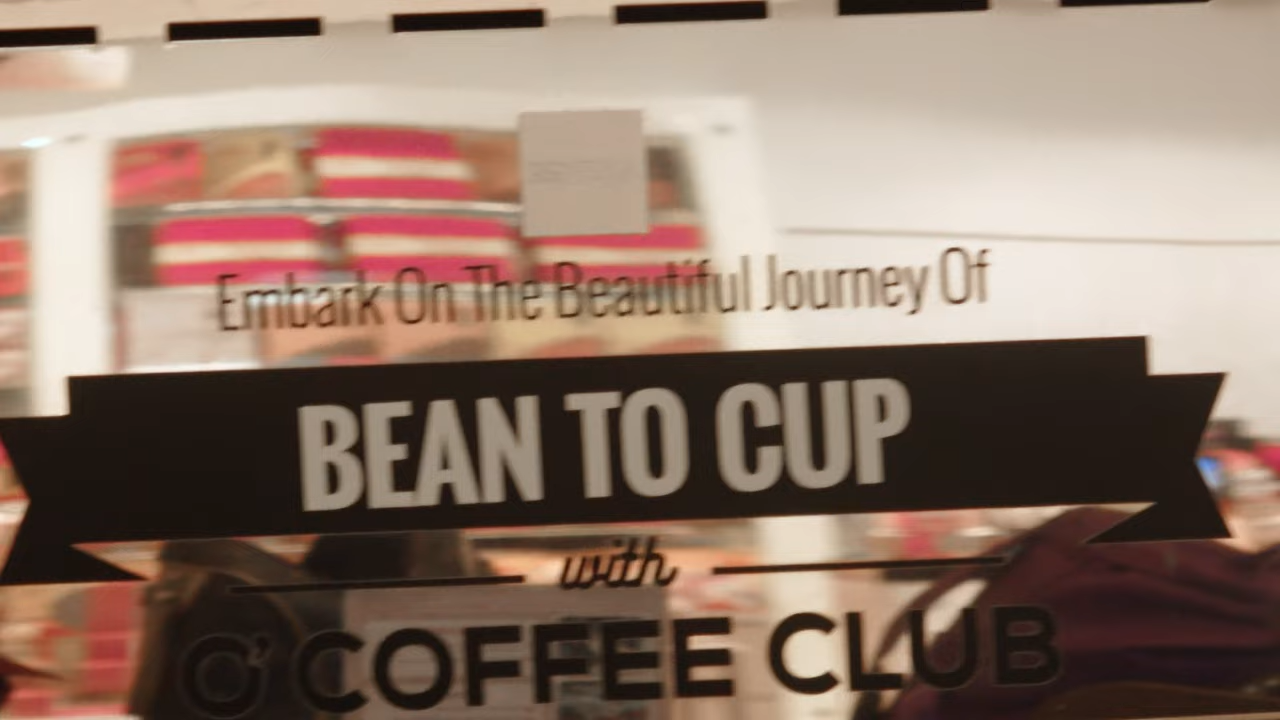 Embark On The Beautiful Journey Of
BEAN TO CUP
with
O' COFFEE CLUB